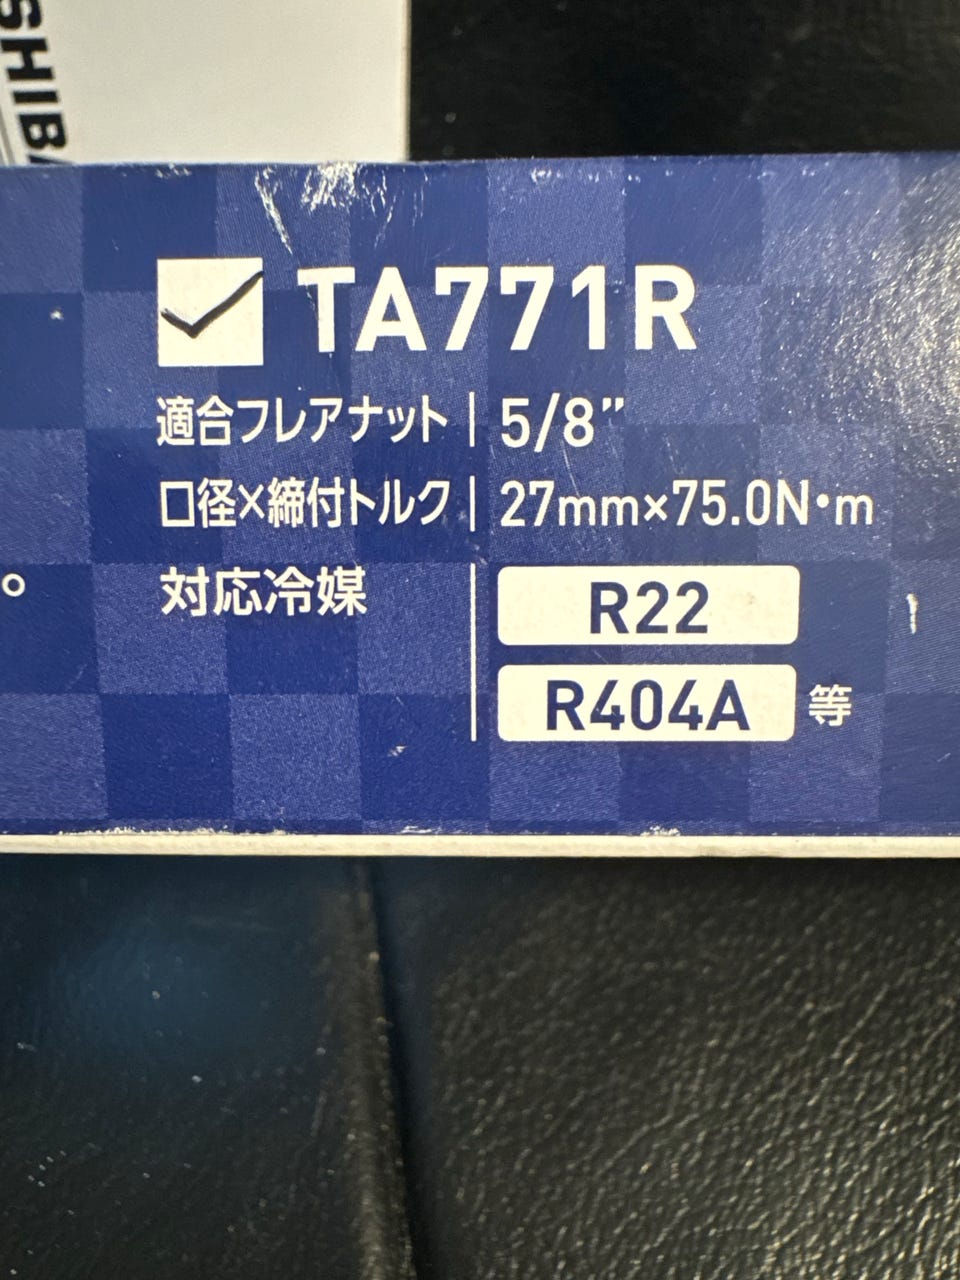 SHIBA
TA771R
適合フレアナット | 5/8”
口径×締付トルク | 27mm×75.0N・m
対応冷媒
R22
R404A 等
。